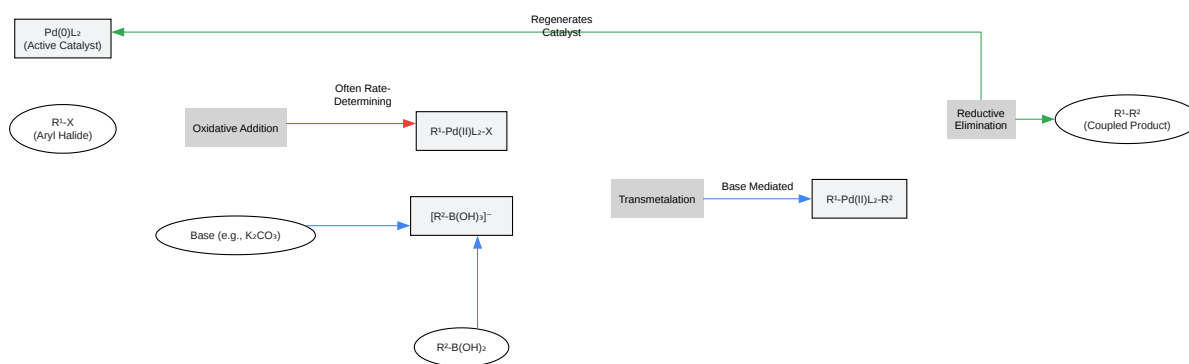 Regenerates
Catalyst
Pd(0)L₂
(Active Catalyst)
Often Rate-
Determining
R¹-X
(Aryl Halide)
Oxidative Addition
R¹-Pd(II)L₂-X
Reductive
Elimination
R¹-R²
(Coupled Product)
Transmetalation
Base Mediated
R¹-Pd(II)L₂-R²
[R²-B(OH)₃]⁻
Base (e.g., K₂CO₃)
R²-B(OH)₂